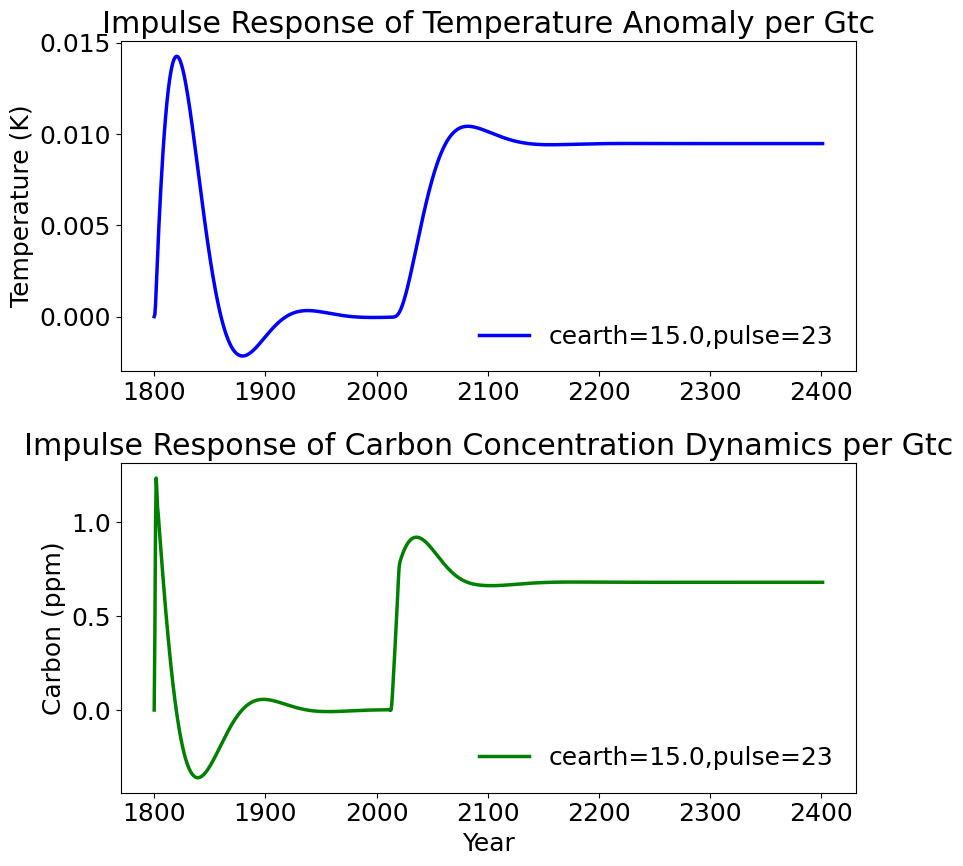 Impulse Response of Temperature Anomaly per Gtc
0.015
0.010
0.005
0.000
Temperature (K)
cearth=15.0,pulse=23
1800 1900 2000 2100 2200 2300 2400
Impulse Response of Carbon Concentration Dynamics per Gtc
1.0
0.5
0.0
Carbon (ppm)
cearth=15.0,pulse=23
1800 1900 2000 2100 2200 2300 2400
Year